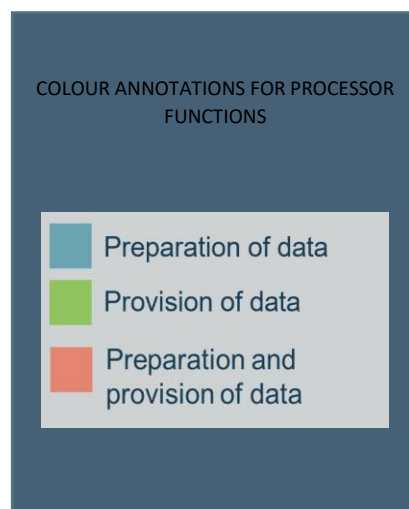 COLOUR ANNOTATIONS FOR PROCESSOR
FUNCTIONS
Preparation of data
Provision of data
Preparation and
provision of data